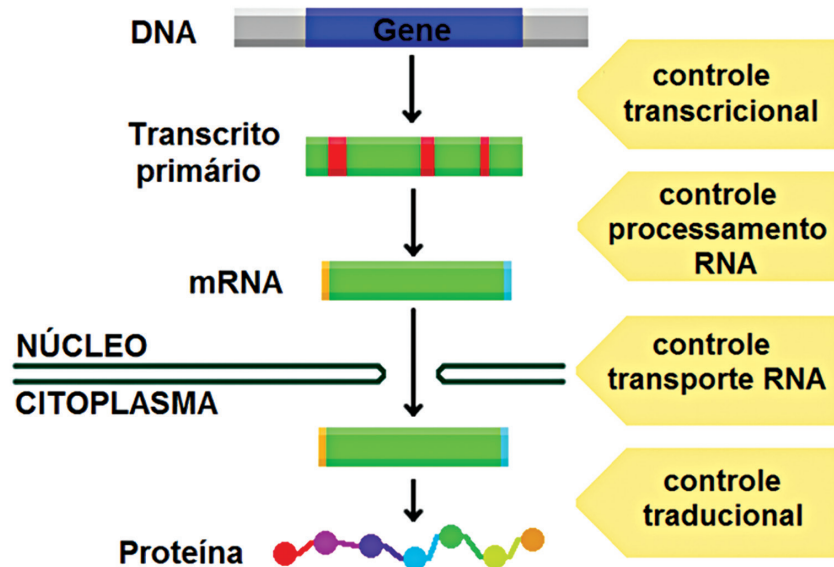 DNA
Gene
controle
transcricional
Transcrito
primário
controle
processamento
RNA
mRNA
NÚCLEO
CITOPLASMA
controle
transporte RNA
controle
traducional
Proteína